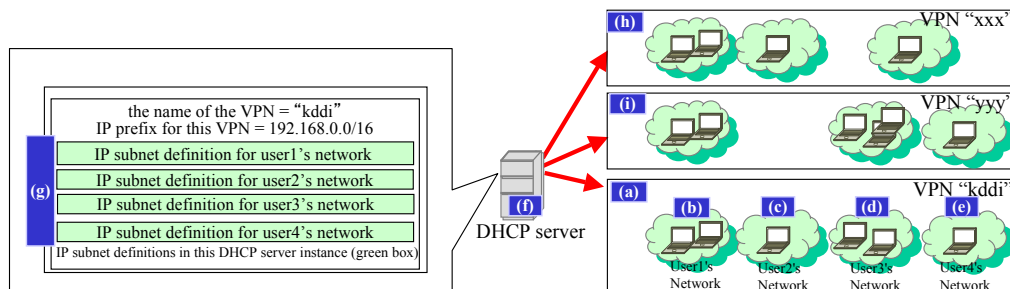 the name of the VPN = “kddi”
IP prefix for this VPN = 192.168.0.0/16
(g)
IP subnet definition for user1's network
IP subnet definition for user2's network
IP subnet definition for user3's network
IP subnet definition for user4's network
IP subnet definitions in this DHCP server instance (green box)
(f)
DHCP server
(h)
VPN “xxx”
(i)
VPN “yyy”
(a)
VPN “kddi”
(b)
(c)
(d)
(e)
User1's
Network
User2's
Network
User3's
Network
User4's
Network